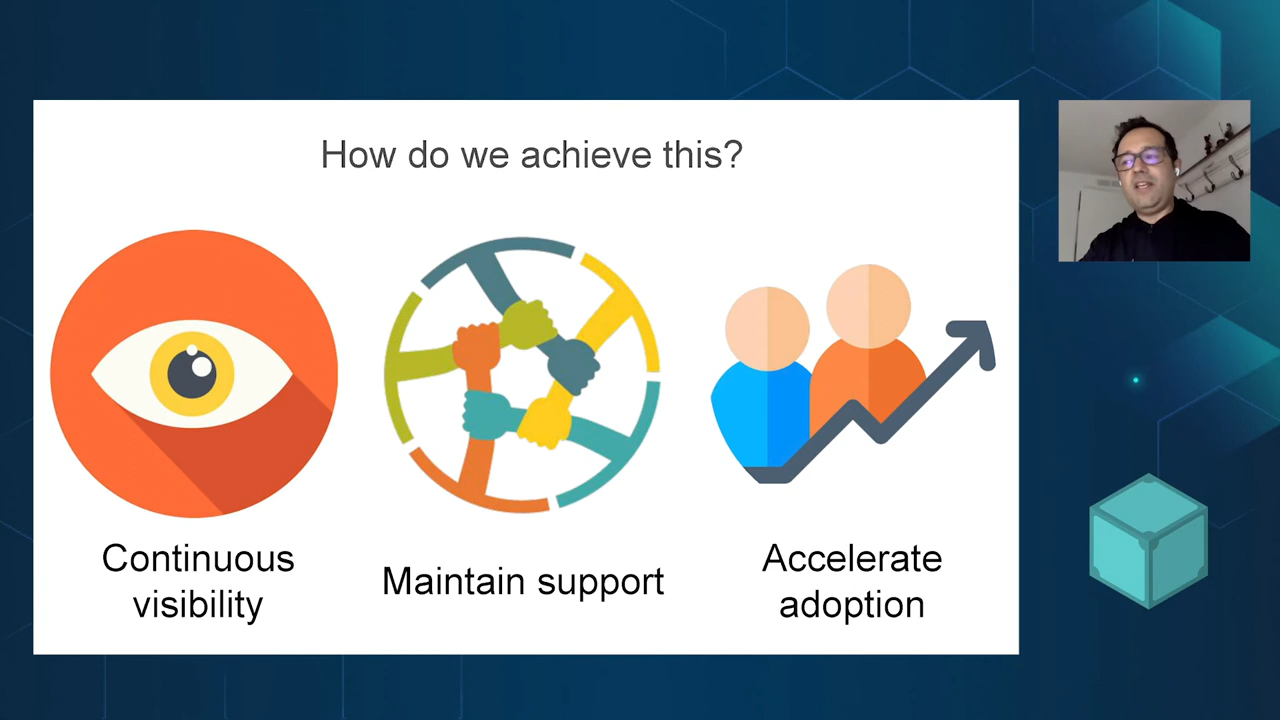 How do we achieve this?
Continuous
visibility
Maintain support
Accelerate
adoption